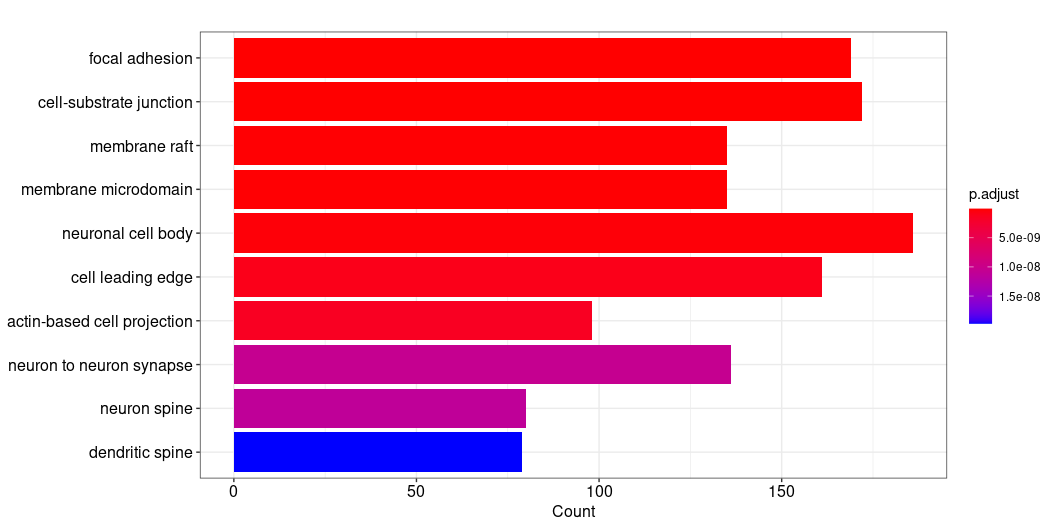 focal adhesion
cell-substrate junction
membrane raft
membrane microdomain
neuronal cell body
cell leading edge
actin-based cell projection
neuron to neuron synapse
neuron spine
dendritic spine
0 50 100 150
Count
p.adjust
5.0e-09
1.0e-08
1.5e-08